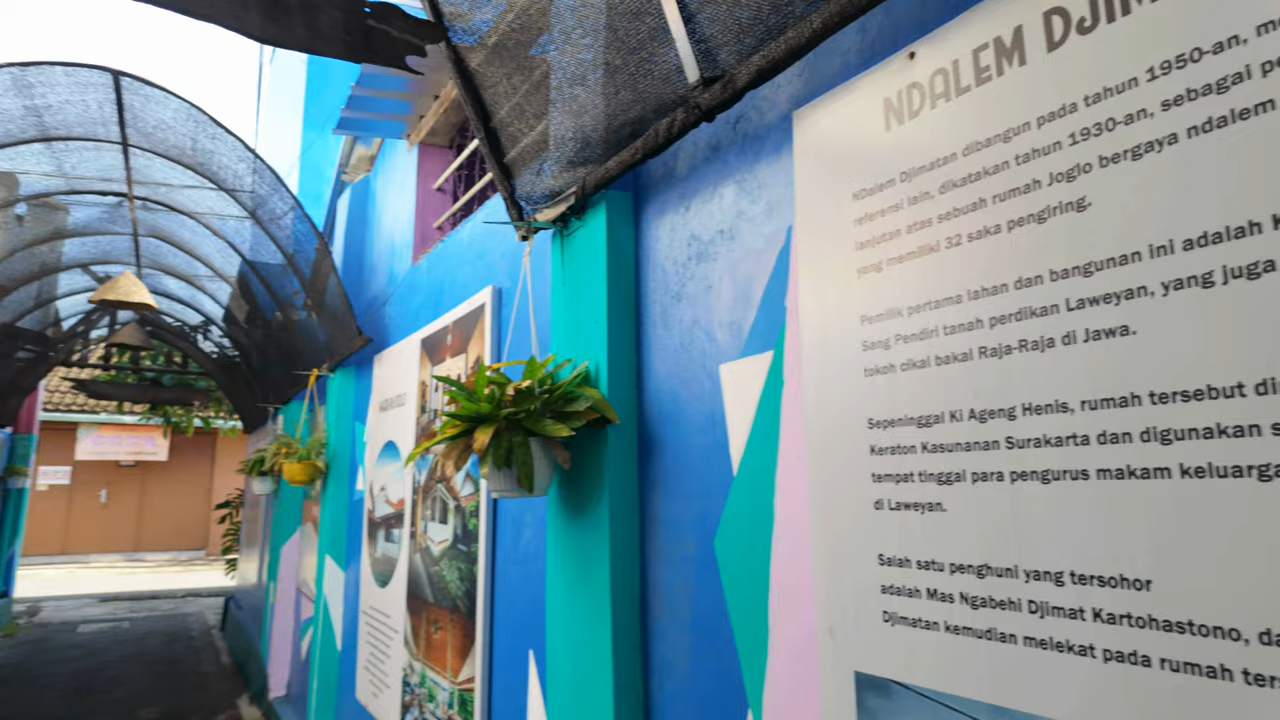 NDALEM DJIM
NDalem Djimatan dibangun pada tahun 1950-an, m
referensi lain, dikatakan tahun 1930-an, sebagai pe
lanjutan atas sebuah rumah Joglo bergaya ndalem
yang memiliki 32 saka pengiring.
Pemilik pertama lahan dan bangunan ini adalah K
Sang Pendiri tanah perdikan Laweyan, yang juga
tokoh cikal bakal Raja-Raja di Jawa.
Sepeninggal Ki Ageng Henis, rumah tersebut di
Keraton Kasunanan Surakarta dan digunakan s
tempat tinggal para pengurus makam keluarga
di Laweyan.
Salah satu penghuni yang tersohor
adalah Mas Ngabehi Djimat Kartohastono, da
Djimatan kemudian melekat pada rumah ters